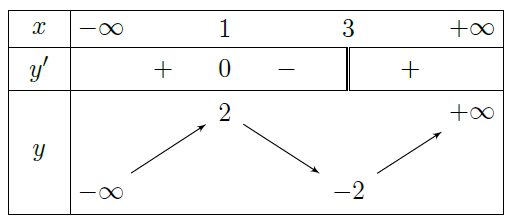 x −∞ 1 3 +∞
y′ + 0 − +
2 +∞
y
−∞ −2